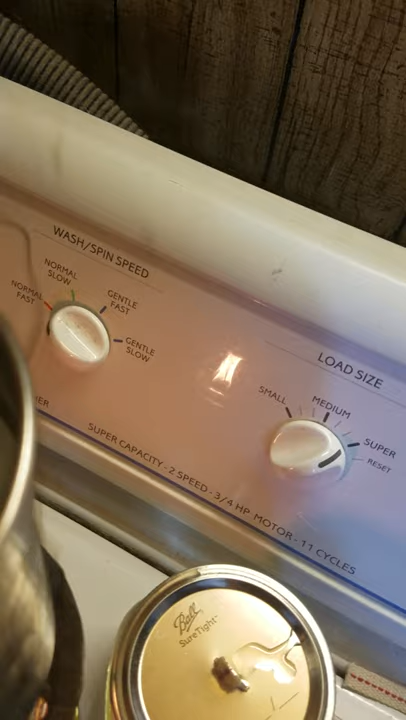 WASH/SPIN SPEED
NORMAL
SLOW
NORMAL
FAST
GENTLE
FAST
GENTLE
SLOW
LOAD SIZE
SMALL
MEDIUM
SUPER
RESET
SUPER CAPACITY · 2 SPEED · 3/4 HP MOTOR · 11 CYCLES
Ball
SureTight